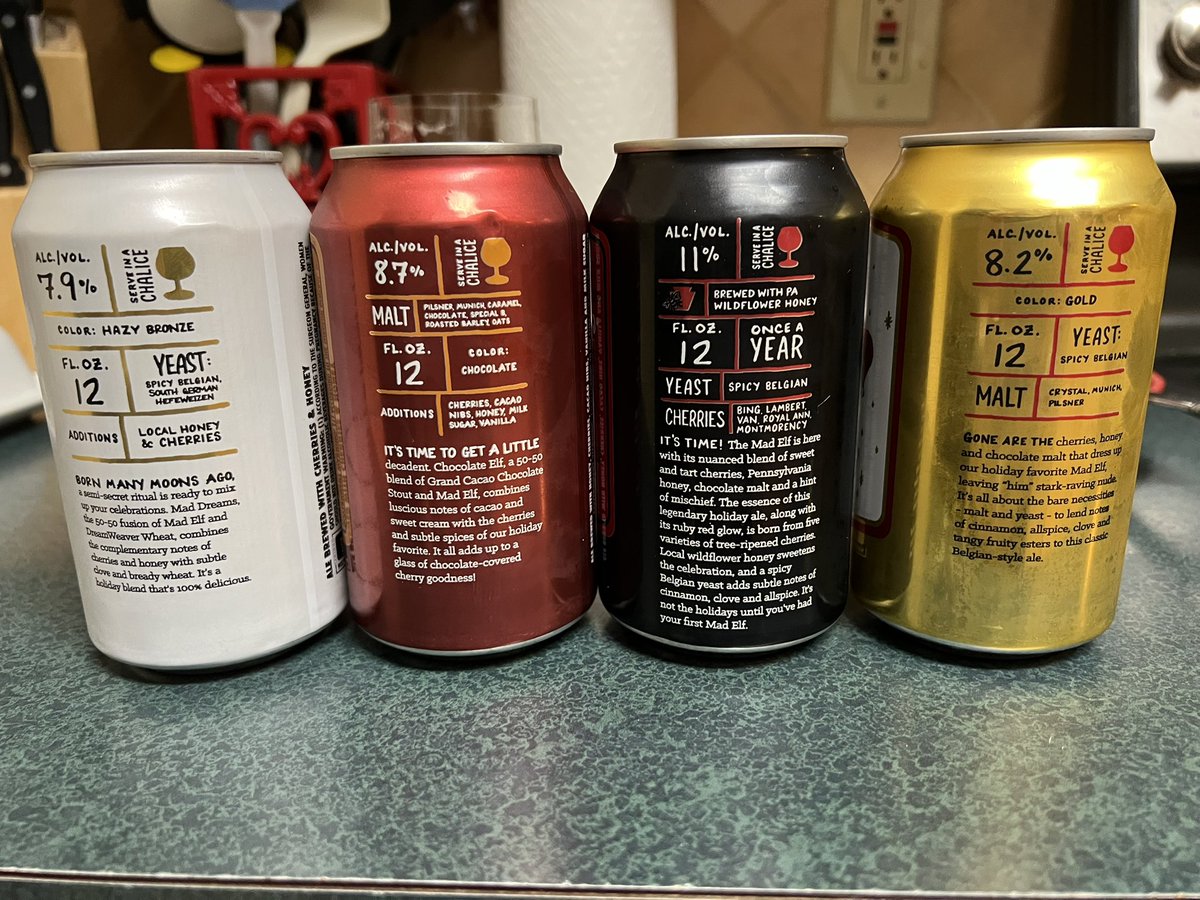 ALC./VOL.
7.9%
SERVE IN A
CHALICE
COLOR: HAZY BRONZE
FL. OZ.
12
YEAST:
SPICY BELGIAN,
SOUTH GERMAN
HEFEWEIZEN
ADDITIONS
LOCAL HONEY
& CHERRIES
BORN MANY MOONS AGO,
a semi-secret ritual is ready to mix
up your celebrations. Mad Dreams,
the 50-50 fusion of Mad Elf and
DreamWeaver Wheat, combines
the complementary notes of
cherries and honey with subtle
clove and bready wheat. It's a
holiday blend that's 100% delicious.
ALE BREWED WITH CHERRIES & HONEY
ALC./VOL.
8.7%
SERVE IN A
CHALICE
MALT
PILSNER, MUNICH, CARAMEL,
CHOCOLATE, SPECIAL B,
ROASTED BARLEY, OATS
FL. OZ.
12
COLOR:
CHOCOLATE
ADDITIONS
CHERRIES, CACAO
NIBS, HONEY, MILK
SUGAR, VANILLA
IT'S TIME TO GET A LITTLE
decadent. Chocolate Elf, a 50-50
blend of Grand Cacao Chocolate
Stout and Mad Elf, combines
luscious notes of cacao and
sweet cream with the cherries
and subtle spices of our holiday
favorite. It all adds up to a
glass of chocolate-covered
cherry goodness!
ALC./VOL.
11%
SERVE IN A
CHALICE
BREWED WITH PA
WILDFLOWER HONEY
FL. OZ.
12
ONCE A
YEAR
YEAST
SPICY BELGIAN
CHERRIES
BING, LAMBERT,
VAN, ROYAL ANN,
MONTMORENCY
IT'S TIME! The Mad Elf is here
with its nuanced blend of sweet
and tart cherries, Pennsylvania
honey, chocolate malt and a hint
of mischief. The essence of this
legendary holiday ale, along with
its ruby red glow, is born from five
varieties of tree-ripened cherries.
Local wildflower honey sweetens
the celebration, and a spicy
Belgian yeast adds subtle notes of
cinnamon, clove and allspice. It's
not the holidays until you've had
your first Mad Elf.
ALC./VOL.
8.2%
SERVE IN A
CHALICE
COLOR: GOLD
FL. OZ.
12
YEAST:
SPICY BELGIAN
MALT
CRYSTAL, MUNICH,
PILSNER
GONE ARE THE cherries, honey
and chocolate malt that dress up
our holiday favorite Mad Elf,
leaving "him" stark-raving nude.
It's all about the bare necessities
- malt and yeast - to lend notes
of cinnamon, allspice, clove and
tangy fruity esters to this classic
Belgian-style ale.